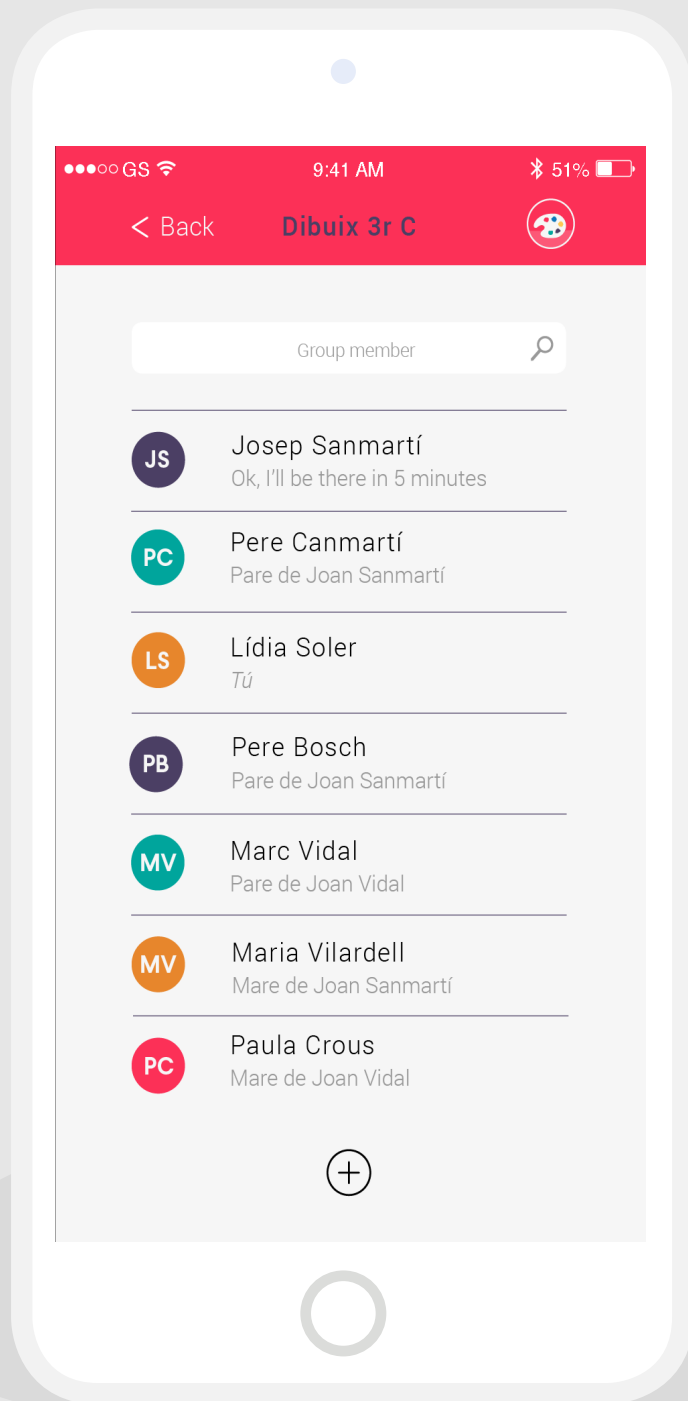 GS 9:41 AM 51%
< Back Dibuix 3r C
Group member
JS Josep Sanmartí
Ok, I'll be there in 5 minutes
PC Pere Canmartí
Pare de Joan Sanmartí
LS Lídia Soler
Tú
PB Pere Bosch
Pare de Joan Sanmartí
MV Marc Vidal
Pare de Joan Vidal
MV Maria Vilardell
Mare de Joan Sanmartí
PC Paula Crous
Mare de Joan Vidal